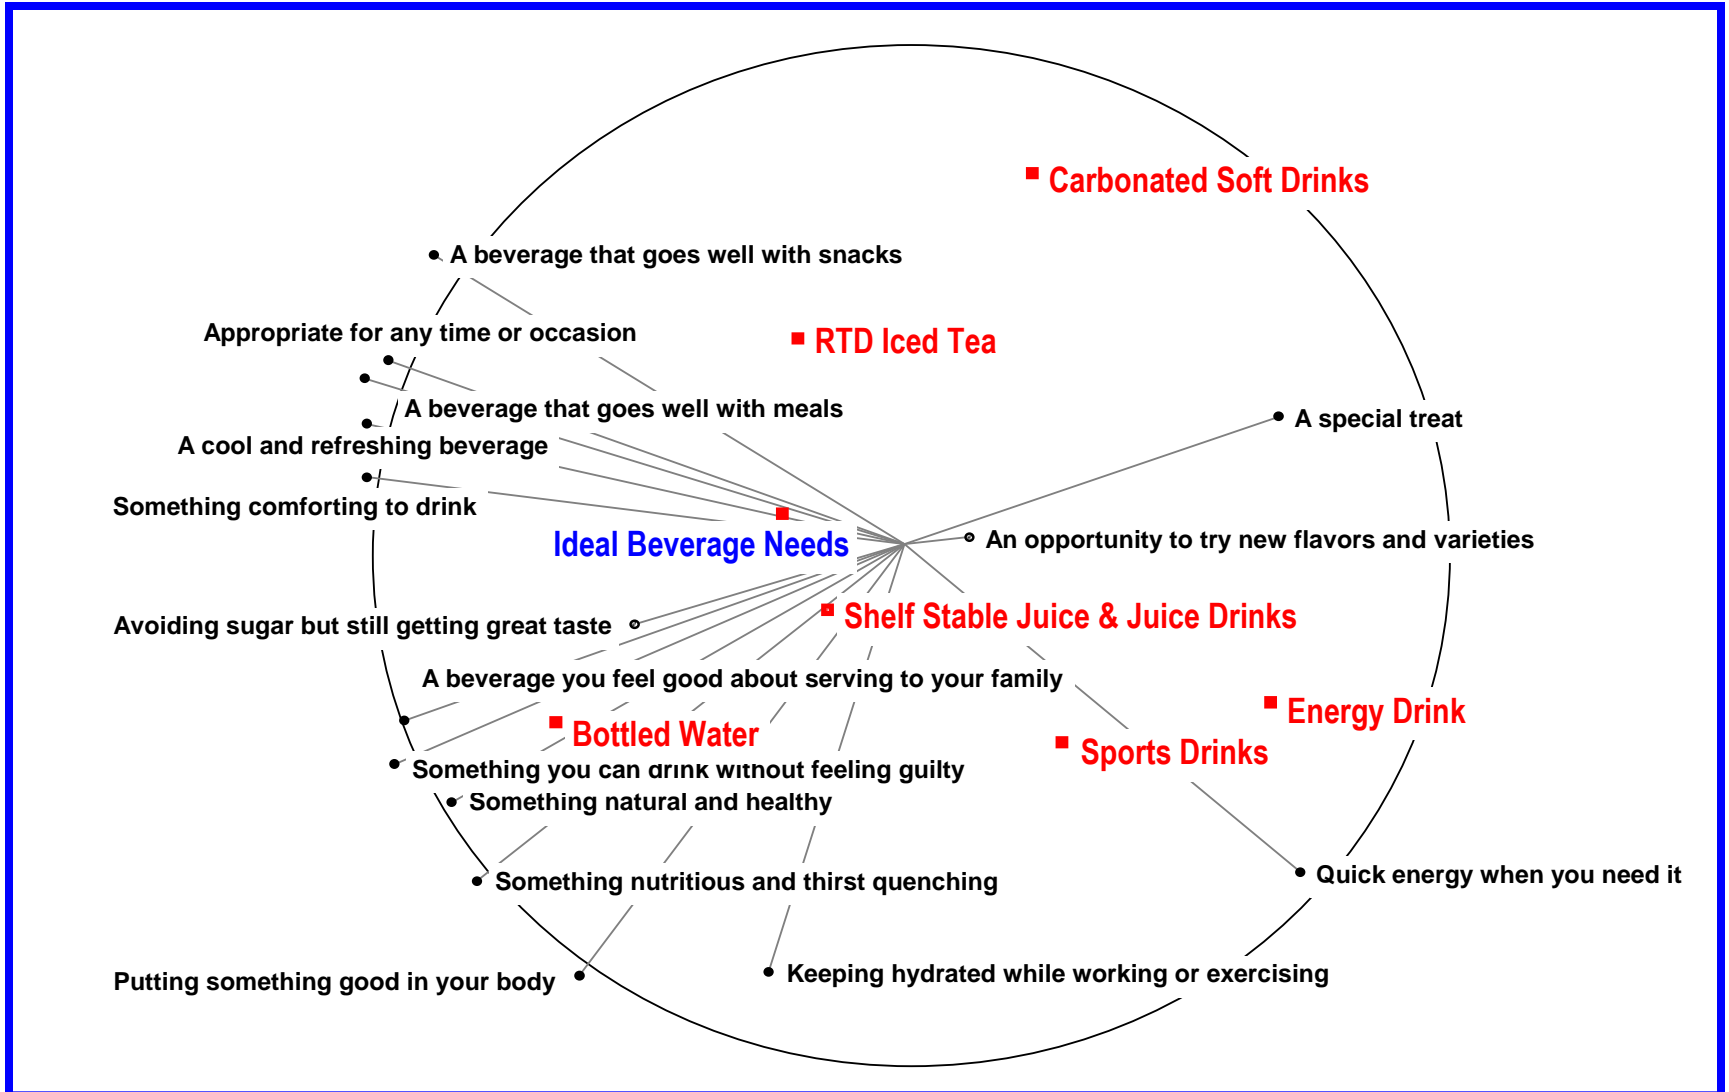 Carbonated Soft Drinks
A beverage that goes well with snacks
Appropriate for any time or occasion
RTD Iced Tea
A beverage that goes well with meals
A special treat
A cool and refreshing beverage
Something comforting to drink
Ideal Beverage Needs
An opportunity to try new flavors and varieties
Shelf Stable Juice & Juice Drinks
Avoiding sugar but still getting great taste
A beverage you feel good about serving to your family
Energy Drink
Bottled Water
Sports Drinks
Something you can drink without feeling guilty
Something natural and healthy
Quick energy when you need it
Something nutritious and thirst quenching
Keeping hydrated while working or exercising
Putting something good in your body